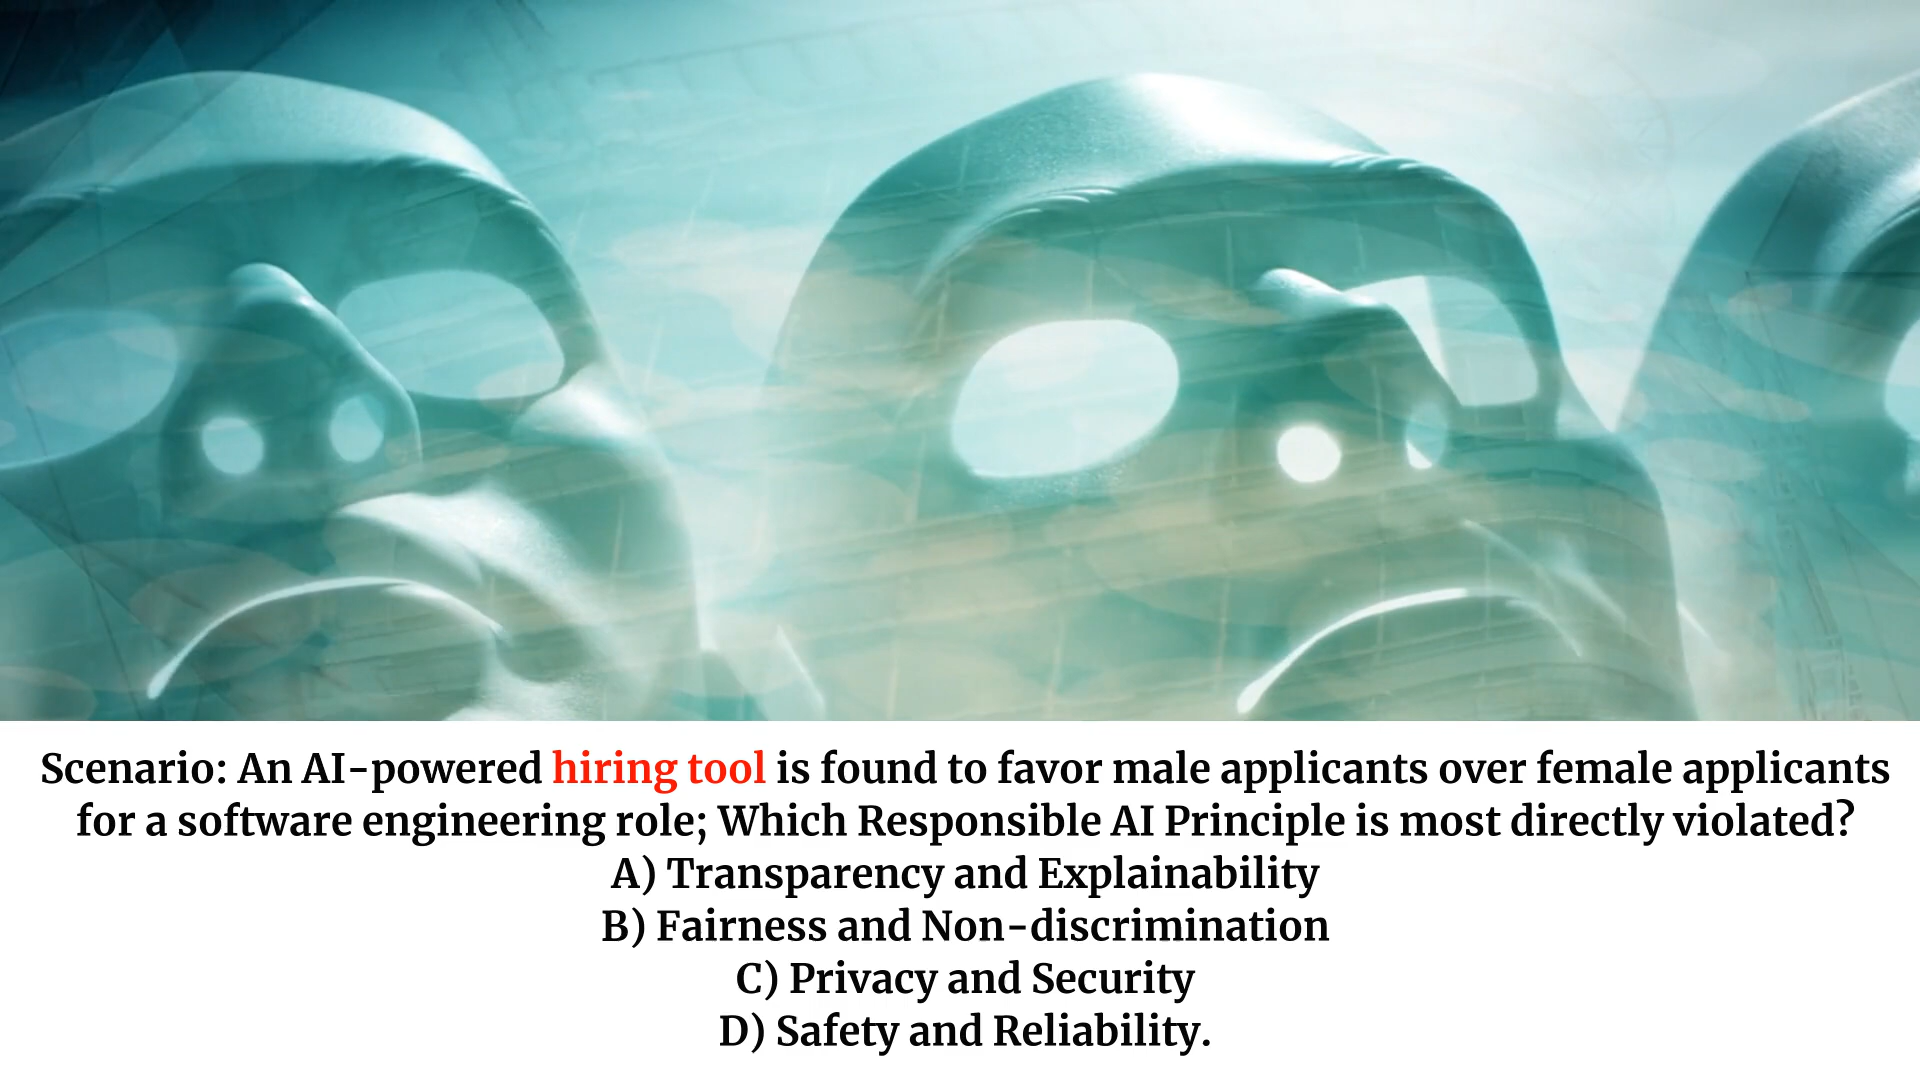 Scenario: An AI-powered hiring tool is found to favor male applicants over female applicants
for a software engineering role; Which Responsible AI Principle is most directly violated?
A) Transparency and Explainability
B) Fairness and Non-discrimination
C) Privacy and Security
D) Safety and Reliability.